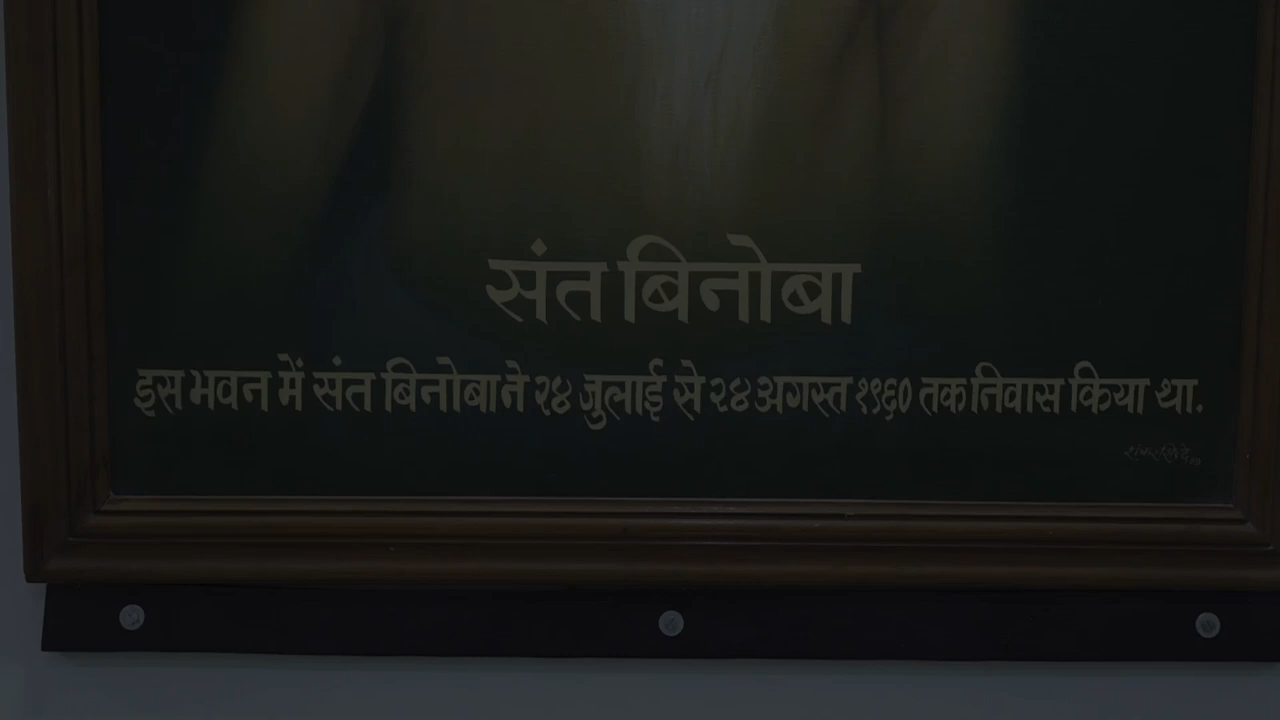 संत बिनोबा
इस भवन में संत बिनोबाने २४ जुलाई से २४ अगस्त १९६० तक निवास किया था.